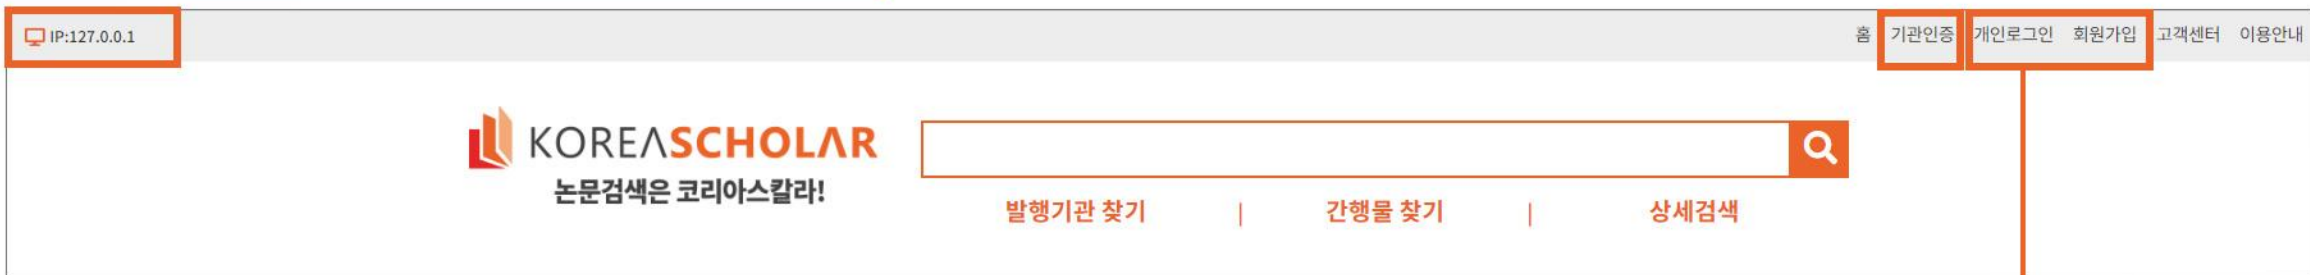 IP:127.0.0.1
홈 기관인증 개인로그인 회원가입 고객센터 이용안내
KOREASCHOLAR
논문검색은 코리아스칼라!
발행기관 찾기 | 간행물 찾기 | 상세검색